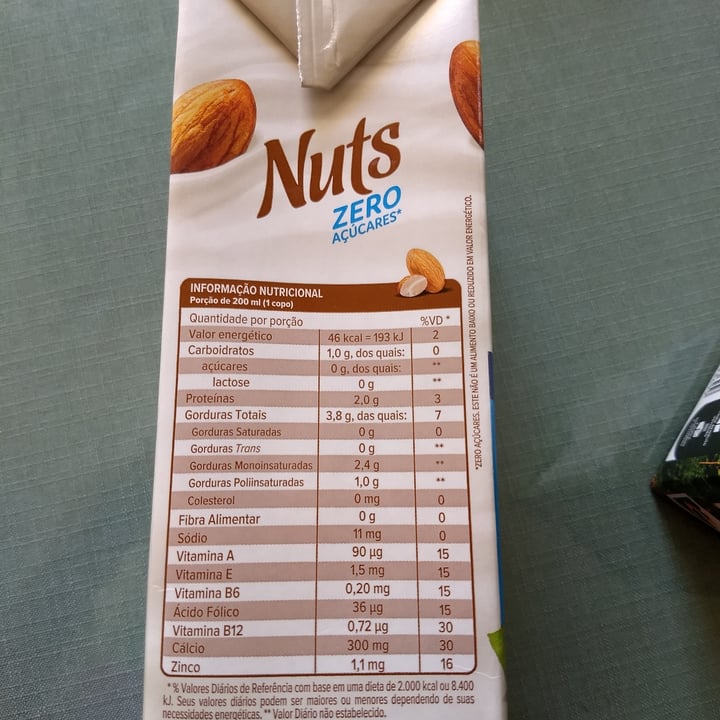 Nuts
ZERO
AÇÚCARES*
INFORMAÇÃO NUTRICIONAL
Porção de 200 ml (1 copo)
Quantidade por porção %VD *
Valor energético 46 kcal = 193 kJ 2
Carboidratos 1,0 g, dos quais: 0
açúcares 0 g, dos quais: **
lactose 0 g **
Proteínas 2,0 g 3
Gorduras Totais 3,8 g, das quais: 7
Gorduras Saturadas 0 g 0
Gorduras Trans 0 g **
Gorduras Monoinsaturadas 2,4 g **
Gorduras Poliinsaturadas 1,0 g **
Colesterol 0 mg 0
Fibra Alimentar 0 g 0
Sódio 11 mg 0
Vitamina A 90 µg 15
Vitamina E 1,5 mg 15
Vitamina B6 0,20 mg 15
Ácido Fólico 36 µg 15
Vitamina B12 0,72 µg 30
Cálcio 300 mg 30
Zinco 1,1 mg 16
* % Valores Diários de Referência com base em uma dieta de 2.000 kcal ou 8.400
kJ. Seus valores diários podem ser maiores ou menores dependendo de suas
necessidades energéticas. ** Valor Diário não estabelecido.
*ZERO AÇÚCARES. ESTE NÃO É UM ALIMENTO BAIXO OU REDUZIDO EM VALOR ENERGÉTICO.